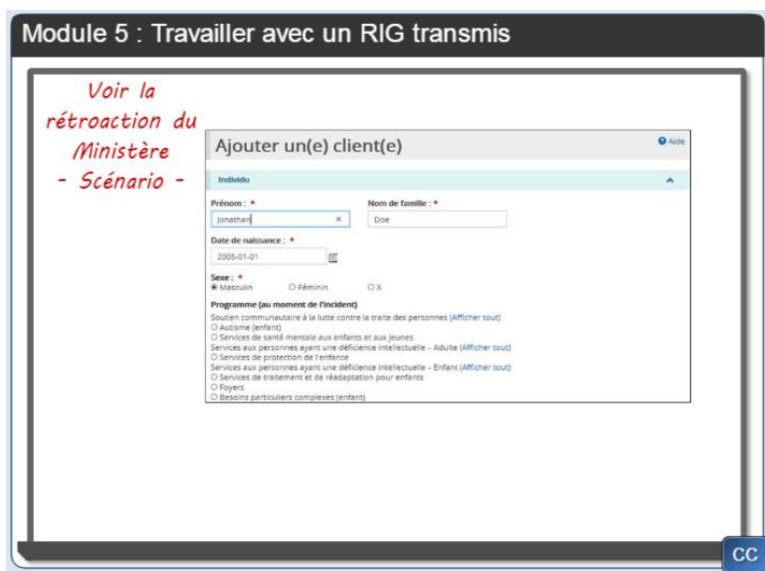 Module 5 : Travailler avec un RIG transmis
Voir la
rétroaction du
Ministère
- Scénario -
Ajouter un(e) client(e)
Aide
Individu
Prénom : *
Nom de famille : *
Jonathan
×
Doe
Date de naissance : *
2005-01-01
Sexe : *
Masculin
Féminin
X
Programme (au moment de l'incident)
Soutien communautaire à la lutte contre la traite des personnes (Afficher tout)
Autisme (enfant)
Services de santé mentale aux enfants et aux jeunes
Services aux personnes ayant une déficience intellectuelle – Adulte (Afficher tout)
Services de protection de l'enfance
Services aux personnes ayant une déficience intellectuelle – Enfant (Afficher tout)
Services de traitement et de réadaptation pour enfants
Foyers
Besoins particuliers complexes (enfant)
CC